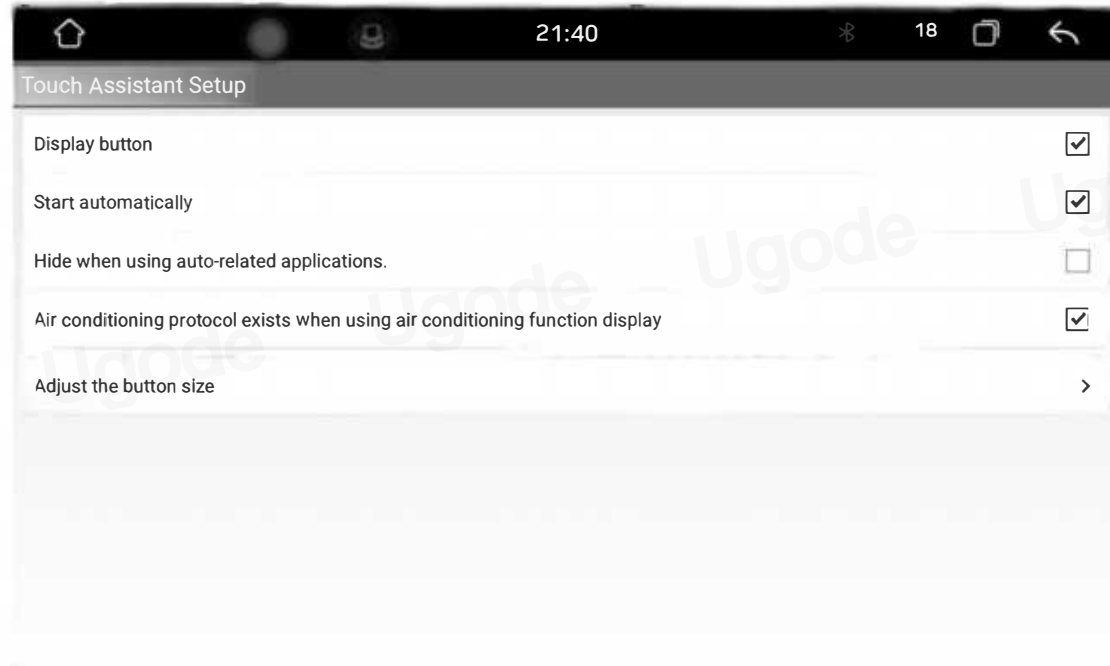 21:40
18
Touch Assistant Setup
Display button
Start automatically
Hide when using auto-related applications.
Air conditioning protocol exists when using air conditioning function display
Adjust the button size
Ugode
Ugode
Ugode
Ug